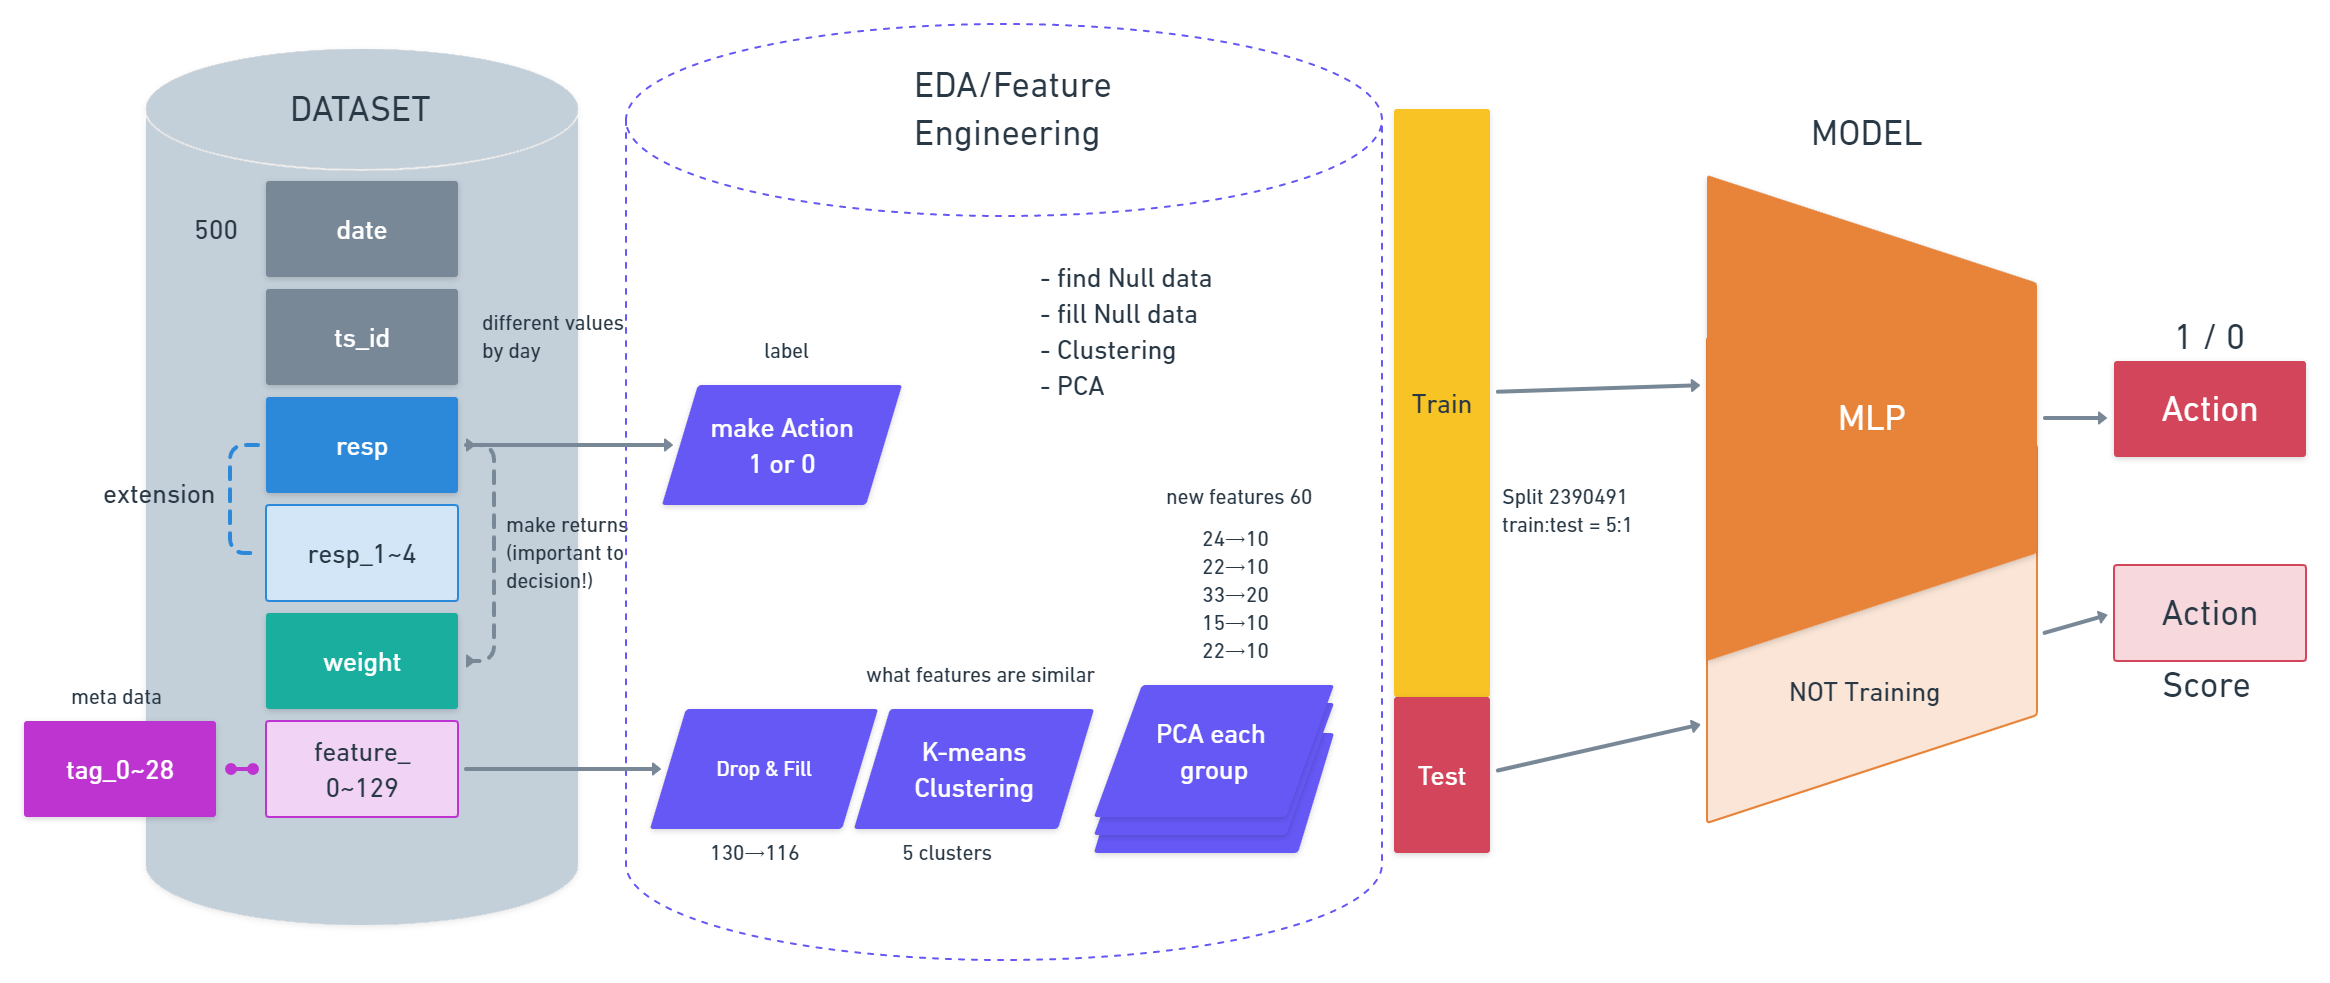 DATASET
500
date
ts_id
different values
by day
resp
extension
resp_1~4
make returns
(important to
decision!)
weight
meta data
tag_0~28
feature_
0~129
EDA/Feature
Engineering
- find Null data
- fill Null data
- Clustering
- PCA
label
make Action
1 or 0
new features 60
24→10
22→10
33→20
15→10
22→10
what features are similar
Drop & Fill
130→116
K-means
Clustering
5 clusters
PCA each
group
Train
Test
Split 2390491
train:test = 5:1
MODEL
MLP
NOT Training
1 / 0
Action
Action
Score